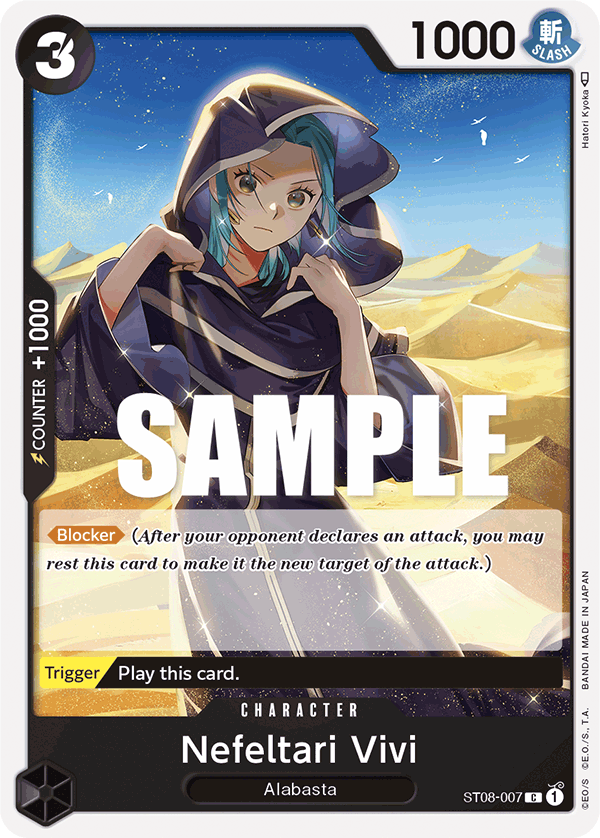 3
1000
斬
SLASH
Hatori Kyoka
COUNTER +1000
SAMPLE
Blocker (After your opponent declares an attack, you may
rest this card to make it the new target of the attack.)
Trigger Play this card.
CHARACTER
Nefeltari Vivi
Alabasta
ST08-007 C 1
©EO/S ©E.O./S., T.A. BANDAI MADE IN JAPAN